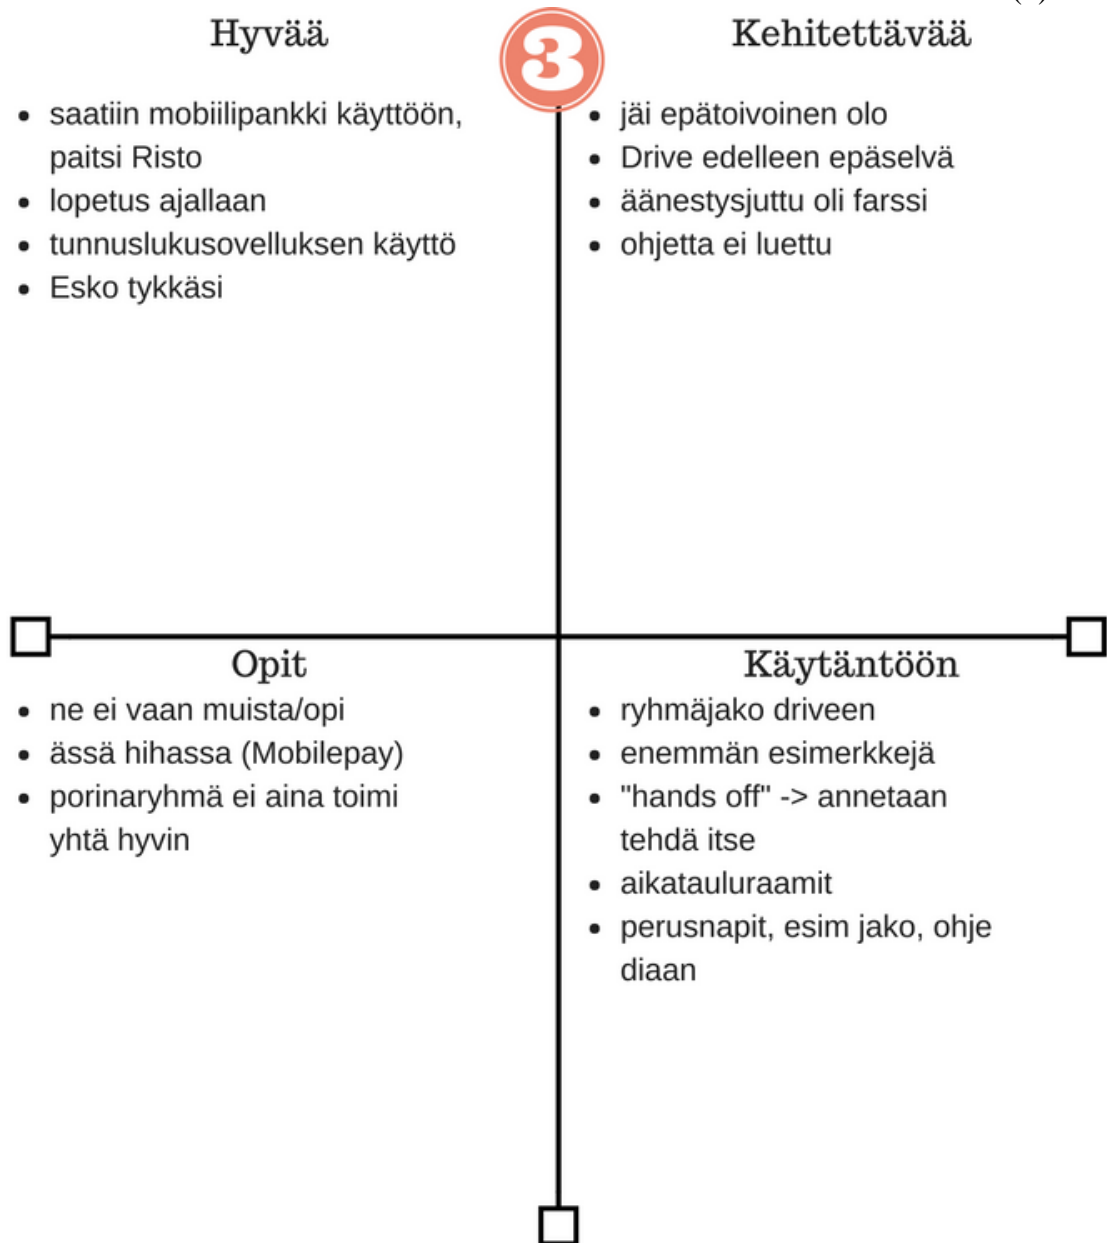 Hyvää
saatiin mobiilipankki käyttöön,
paitsi Risto
lopetus ajallaan
tunnuslukusovelluksen käyttö
Esko tykkäsi
3
Kehitettävää
jäi epätoivoinen olo
Drive edelleen epäselvä
äänestysjuttu oli farssi
ohjetta ei luettu
Opit
ne ei vaan muista/opi
ässä hihassa (Mobilepay)
porinaryhmä ei aina toimi
yhtä hyvin
Käytäntöön
ryhmäjako driveen
enemmän esimerkkejä
"hands off" -> annetaan
tehdä itse
aikatauluraamit
perusnapit, esim jako, ohje
diaan